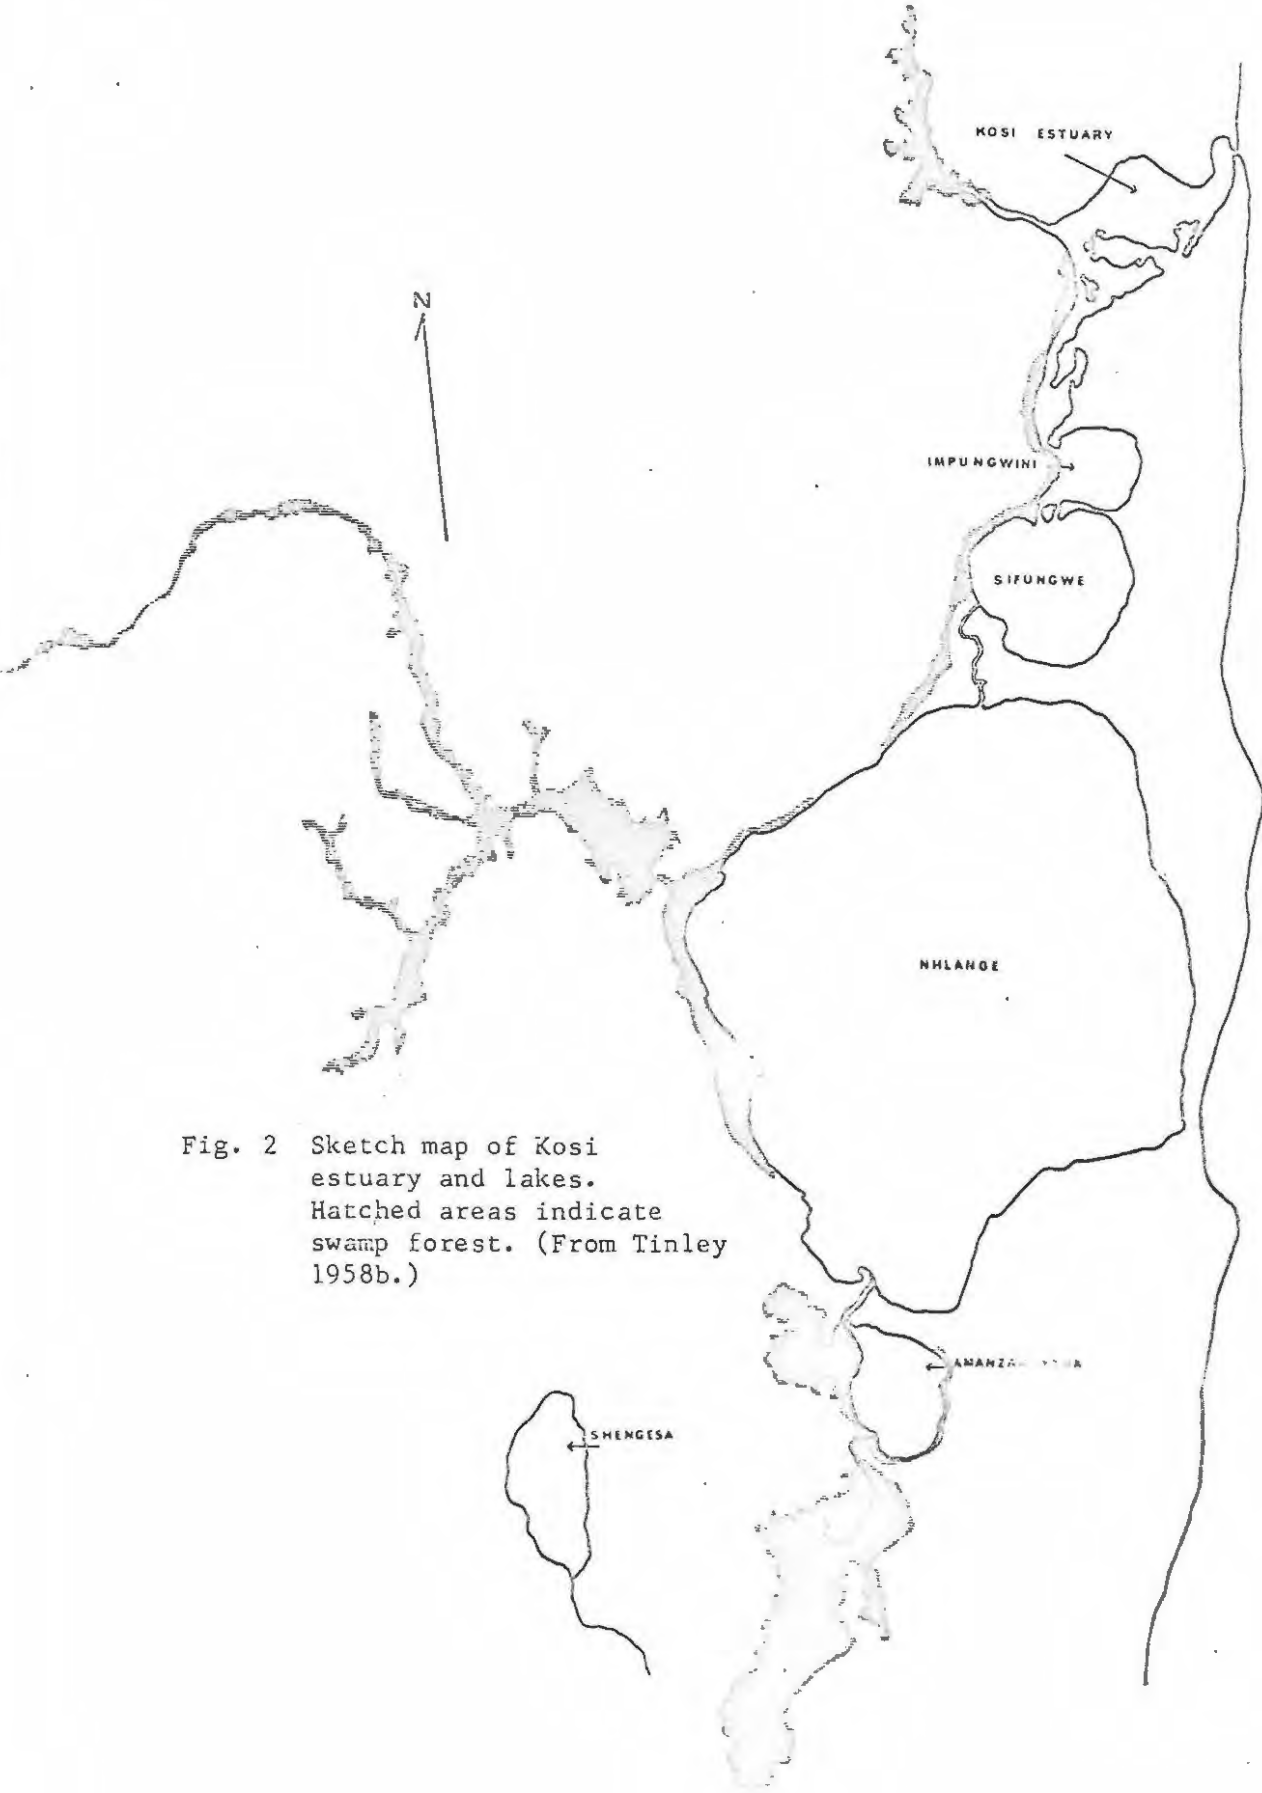 KOSI ESTUARY
N
IMPUNGWINI
SIFUNGWE
NHLANGE
SHENGESA
Fig. 2 Sketch map of Kosi
estuary and lakes.
Hatched areas indicate
swamp forest. (From Tinley
1958b.)